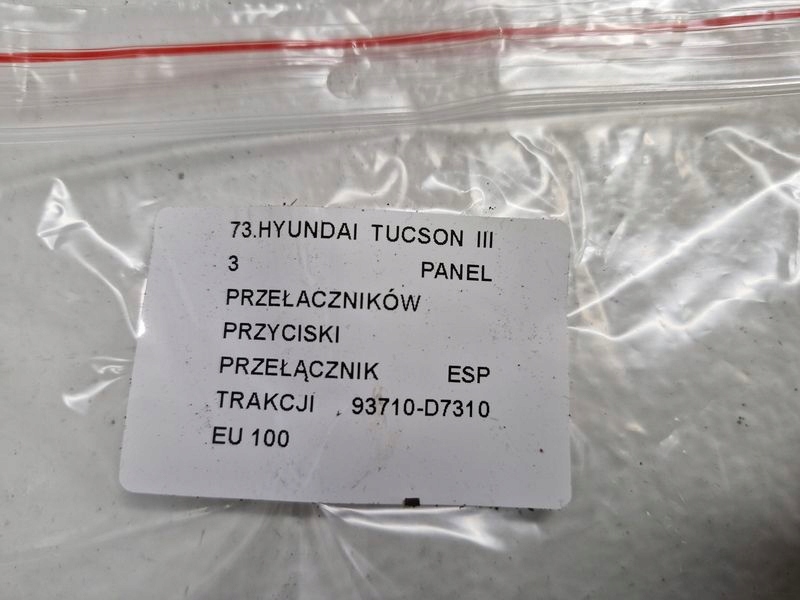 73.HYUNDAI TUCSON III
3 PANEL
PRZEŁACZNIKÓW
PRZYCISKI
PRZEŁĄCZNIK ESP
TRAKCJI 93710-D7310
EU 100